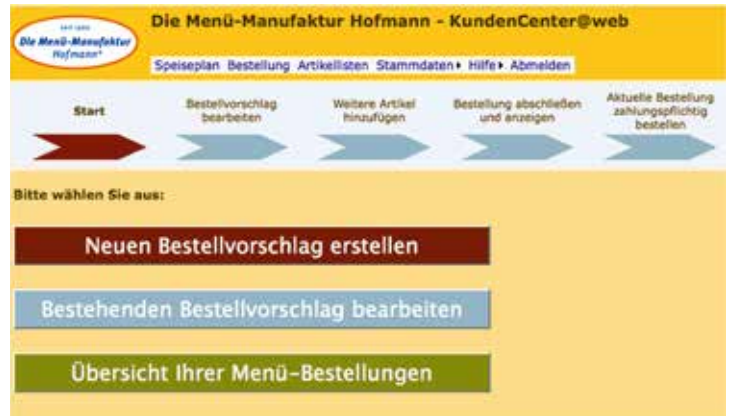 Die Menü-Manufaktur Hofmann - KundenCenter@web
Die Menü-Manufaktur
Hofmann®
Speiseplan Bestellung Artikellisten Stammdaten Hilfe Abmelden
Start
Bestellvorschlag
bearbeiten
Weitere Artikel
hinzufügen
Bestellung abschließen
und anzeigen
Aktuelle Bestellung
zahlungspflichtig
bestellen
Bitte wählen Sie aus:
Neuen Bestellvorschlag erstellen
Bestehenden Bestellvorschlag bearbeiten
Übersicht Ihrer Menü-Bestellungen